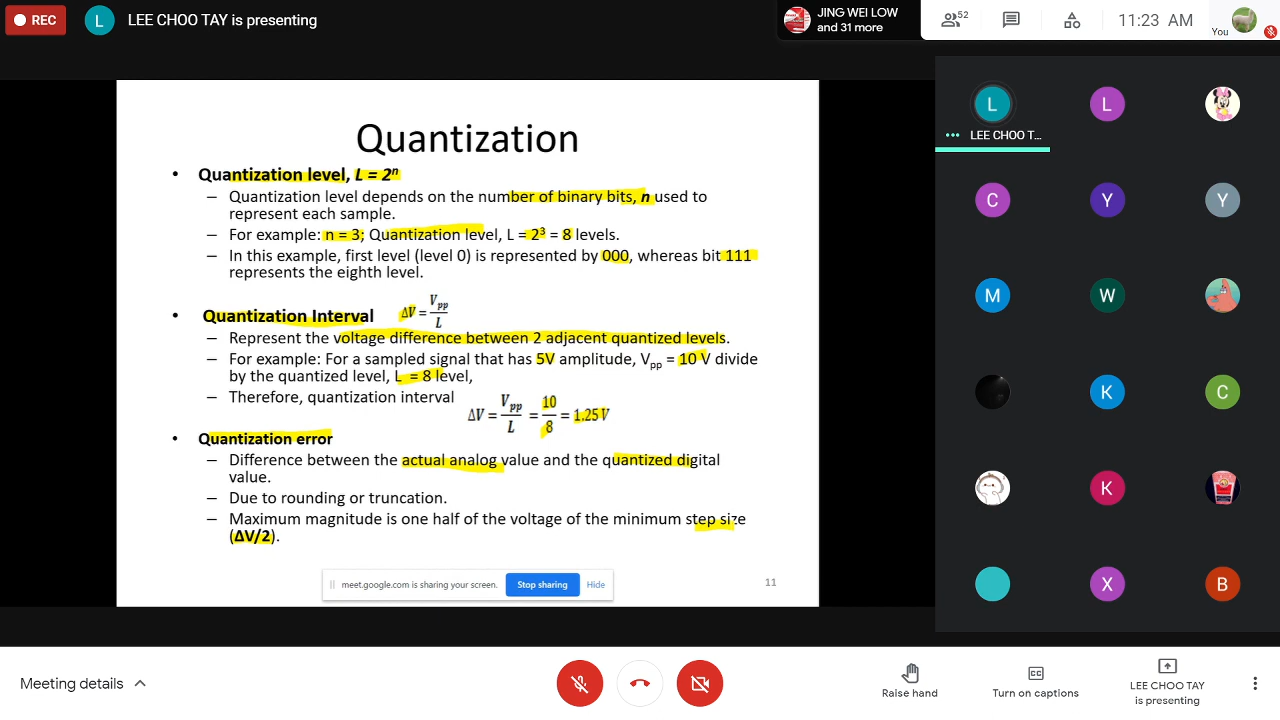 REC
L
LEE CHOO TAY is presenting
JING WEI LOW
and 31 more
52
11:23 AM
You
Quantization
• Quantization level, L = 2ⁿ
– Quantization level depends on the number of binary bits, n used to
represent each sample.
– For example: n = 3; Quantization level, L = 2³ = 8 levels.
– In this example, first level (level 0) is represented by 000, whereas bit 111
represents the eighth level.
• Quantization Interval ΔV = Vpp / L
– Represent the voltage difference between 2 adjacent quantized levels.
– For example: For a sampled signal that has 5V amplitude, Vpp = 10 V divide
by the quantized level, L = 8 level,
– Therefore, quantization interval ΔV = Vpp / L = 10 / 8 = 1.25 V
• Quantization error
– Difference between the actual analog value and the quantized digital
value.
– Due to rounding or truncation.
– Maximum magnitude is one half of the voltage of the minimum step size
(ΔV/2).
meet.google.com is sharing your screen. Stop sharing Hide
11
L L
LEE CHOO T...
C Y Y
M W
K C
K
X B
Meeting details
Raise hand
CC
Turn on captions
LEE CHOO TAY
is presenting